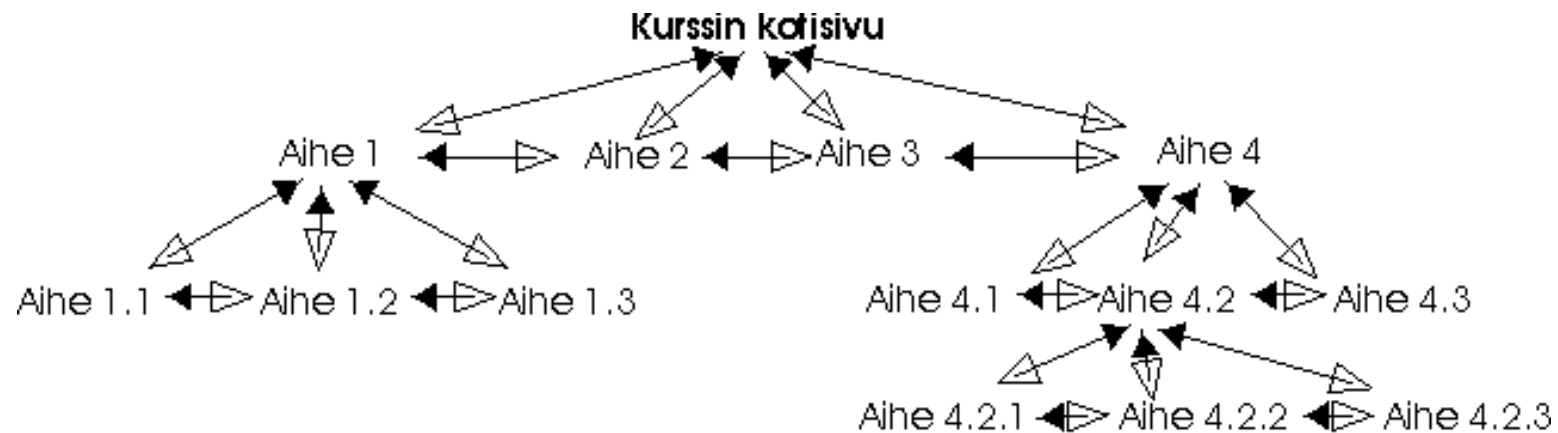 Kurssin kotisivu
Aihe 1 Aihe 2 Aihe 3 Aihe 4
Aihe 1.1 Aihe 1.2 Aihe 1.3 Aihe 4.1 Aihe 4.2 Aihe 4.3
Aihe 4.2.1 Aihe 4.2.2 Aihe 4.2.3